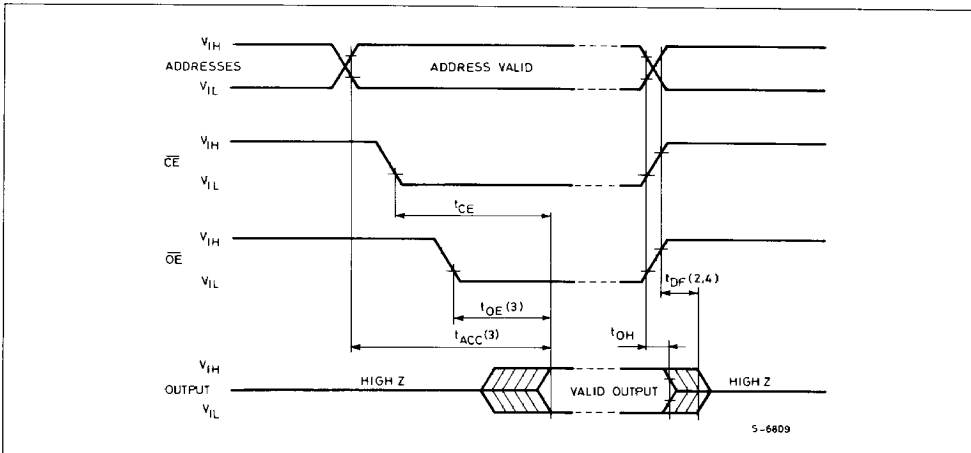 VIH
ADDRESSES
ADDRESS VALID
VIL
VIH
CE
VIL
tCE
VIH
OE
VIL
tDF(2,4)
tOE(3)
tOH
tACC(3)
VIH
HIGH Z
OUTPUT
VALID OUTPUT
HIGH Z
VIL
S-6809